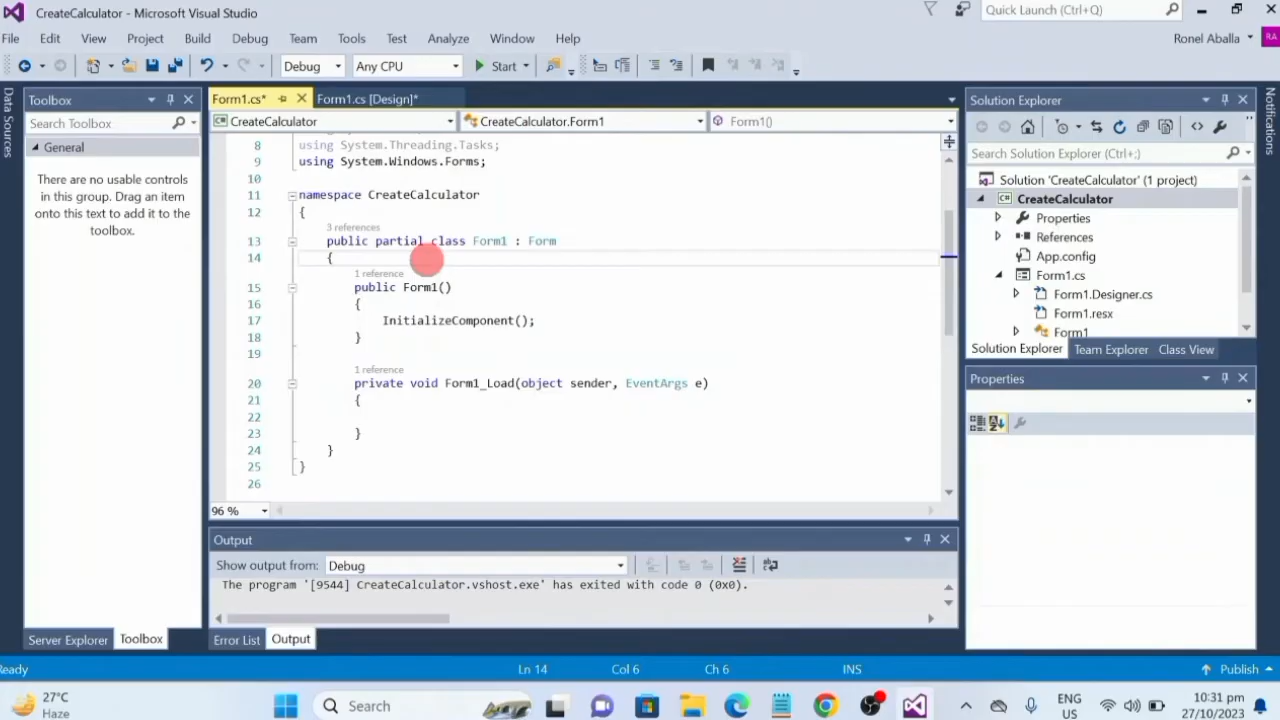 CreateCalculator - Microsoft Visual Studio
Quick Launch (Ctrl+Q)
File Edit View Project Build Debug Team Tools Test Analyze Window Help
Ronel Aballa
RA
Debug Any CPU Start
Data Sources
Toolbox
Search Toolbox
General
There are no usable controls
in this group. Drag an item
onto this text to add it to the
toolbox.
Server Explorer Toolbox
Form1.cs* Form1.cs [Design]*
CreateCalculator CreateCalculator.Form1 Form1()
8 using System.Threading.Tasks;
9 using System.Windows.Forms;
10
11 namespace CreateCalculator
12 {
3 references
13 public partial class Form1 : Form
14 {
1 reference
15 public Form1()
16 {
17 InitializeComponent();
18 }
19
1 reference
20 private void Form1_Load(object sender, EventArgs e)
21 {
22
23 }
24 }
25 }
26
96 %
Output
Show output from: Debug
The program '[9544] CreateCalculator.vshost.exe' has exited with code 0 (0x0).
Error List Output
Solution Explorer
Search Solution Explorer (Ctrl+;)
Solution 'CreateCalculator' (1 project)
CreateCalculator
Properties
References
App.config
Form1.cs
Form1.Designer.cs
Form1.resx
Form1
Solution Explorer Team Explorer Class View
Properties
Notifications
Ready Ln 14 Col 6 Ch 6 INS Publish
27°C
Haze
Search
ENG
US
10:31 pm
27/10/2023